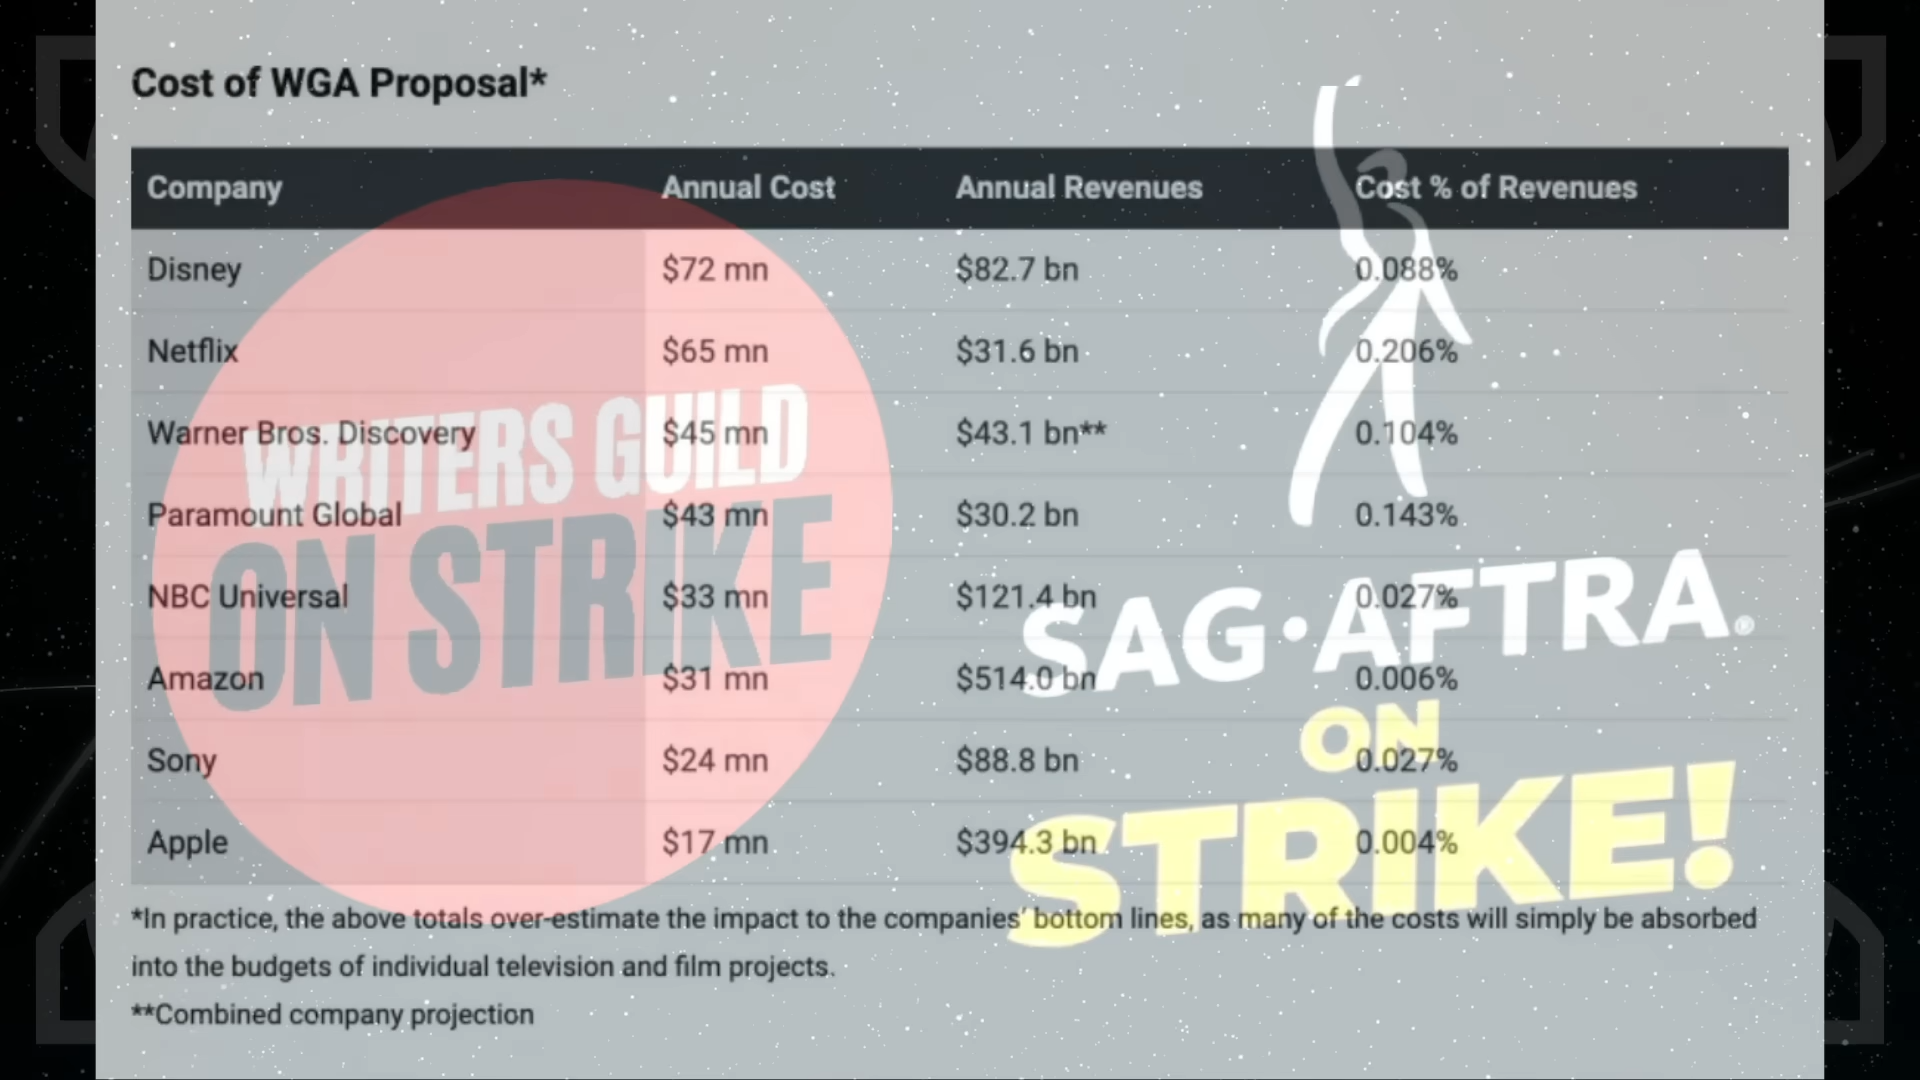 Cost of WGA Proposal*
Company Annual Cost Annual Revenues Cost % of Revenues
Disney $72 mn $82.7 bn 0.088%
Netflix $65 mn $31.6 bn 0.206%
Warner Bros. Discovery $45 mn $43.1 bn** 0.104%
Paramount Global $43 mn $30.2 bn 0.143%
NBC Universal $33 mn $121.4 bn 0.027%
Amazon $31 mn $514.0 bn 0.006%
Sony $24 mn $88.8 bn 0.027%
Apple $17 mn $394.3 bn 0.004%
*In practice, the above totals over-estimate the impact to the companies' bottom lines, as many of the costs will simply be absorbed
into the budgets of individual television and film projects.
**Combined company projection
WRITERS GUILD
ON STRIKE
SAG·AFTRA®
ON
STRIKE!